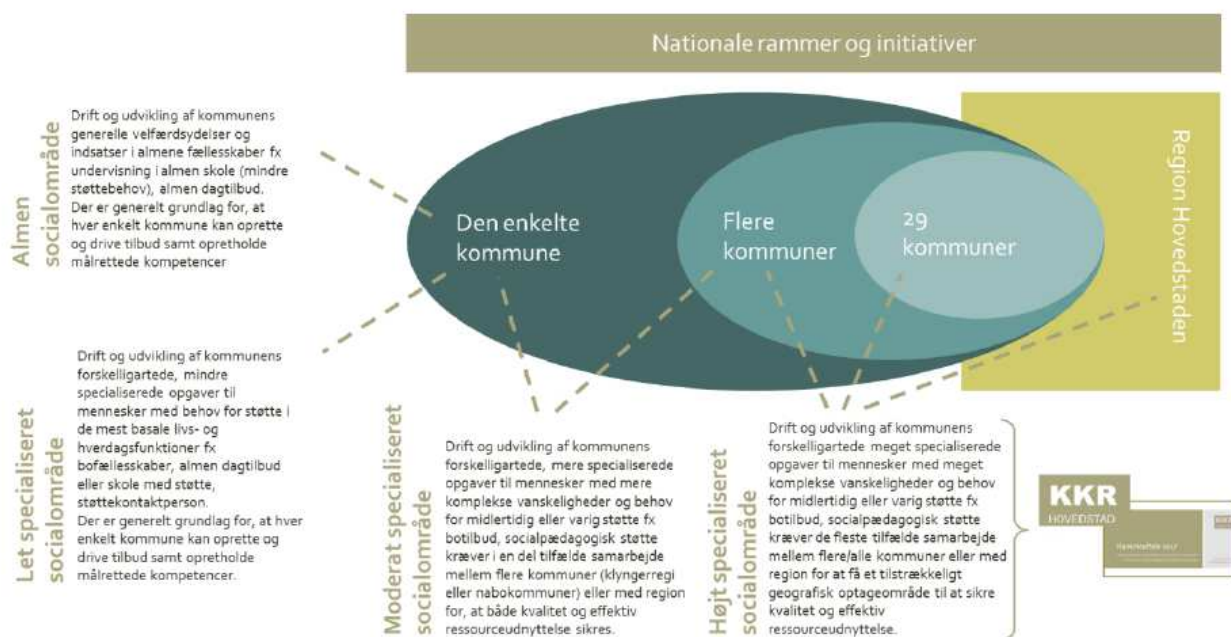 Nationale rammer og initiativer
Almen
socialområde
Drift og udvikling af kommunens
generelle velfærdsydelser og
indsatser i almene fællesskaber fx
undervisning i almen skole (mindre
støttebehov), almen dagtilbud.
Der er generelt grundlag for, at
hver enkelt kommune kan oprette
og drive tilbud samt opretholde
målrettede kompetencer
Den enkelte
kommune
Flere
kommuner
29
kommuner
Region Hovedstaden
Let specialiseret
socialområde
Drift og udvikling af kommunens
forskelligartede, mindre
specialiserede opgaver til
mennesker med behov for støtte i
de mest basale livs- og
hverdagsfunktioner fx
bofællesskaber, almen dagtilbud
eller skole med støtte,
støttekontaktperson.
Der er generelt grundlag for, at hver
enkelt kommune kan oprette og
drive tilbud samt opretholde
målrettede kompetencer.
Moderat specialiseret
socialområde
Drift og udvikling af kommunens
forskelligartede, mere specialiserede
opgaver til mennesker med mere
komplekse vanskeligheder og behov
for midlertidig eller varig støtte fx
botilbud, socialpædagogisk støtte
kræver i en del tilfælde samarbejde
mellem flere kommuner (klyngerregi
eller nabokommuner) eller med region
for, at både kvalitet og effektiv
ressourceudnyttelse sikres.
Højt specialiseret
socialområde
Drift og udvikling af kommunens
forskelligartede meget specialiserede
opgaver til mennesker med meget
komplekse vanskeligheder og behov
for midlertidig eller varig støtte fx
botilbud, socialpædagogisk støtte
kræver de fleste tilfælde samarbejde
mellem flere/alle kommuner eller med
region for at få et tilstrækkeligt
geografisk optageområde til at sikre
kvalitet og effektiv
ressourceudnyttelse.
KKR
HOVEDSTAD